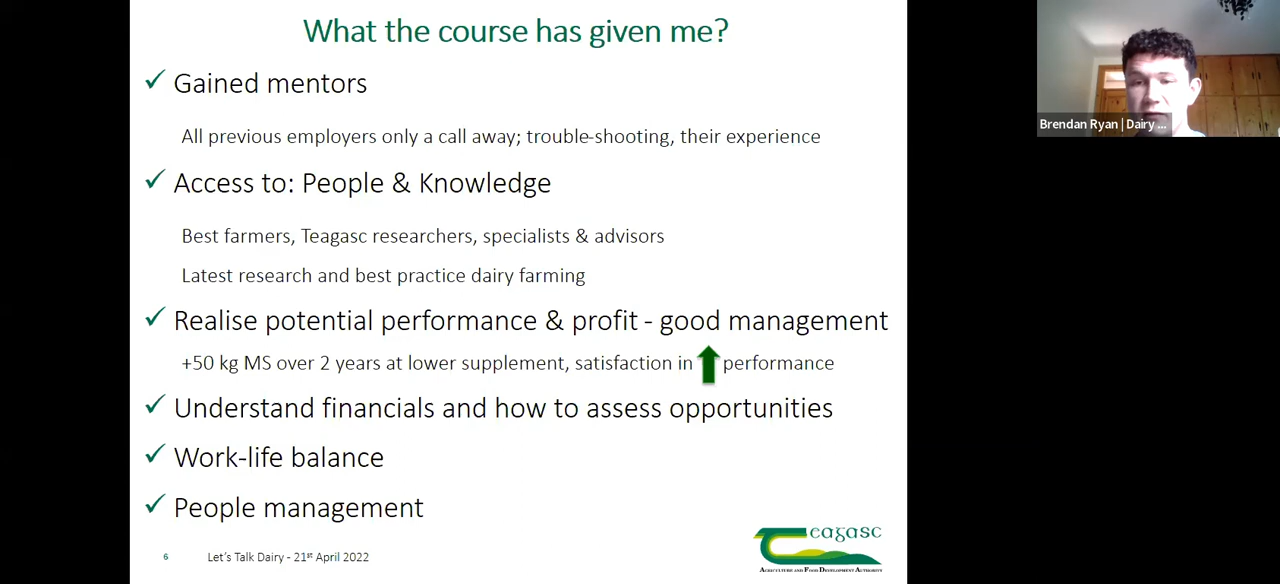 What the course has given me?
✓ Gained mentors
All previous employers only a call away; trouble-shooting, their experience
✓ Access to: People & Knowledge
Best farmers, Teagasc researchers, specialists & advisors
Latest research and best practice dairy farming
✓ Realise potential performance & profit - good management
+50 kg MS over 2 years at lower supplement, satisfaction in performance
✓ Understand financials and how to assess opportunities
✓ Work-life balance
✓ People management
6 Let's Talk Dairy - 21st April 2022
Teagasc
Agriculture and Food Development Authority
Brendan Ryan | Dairy ...